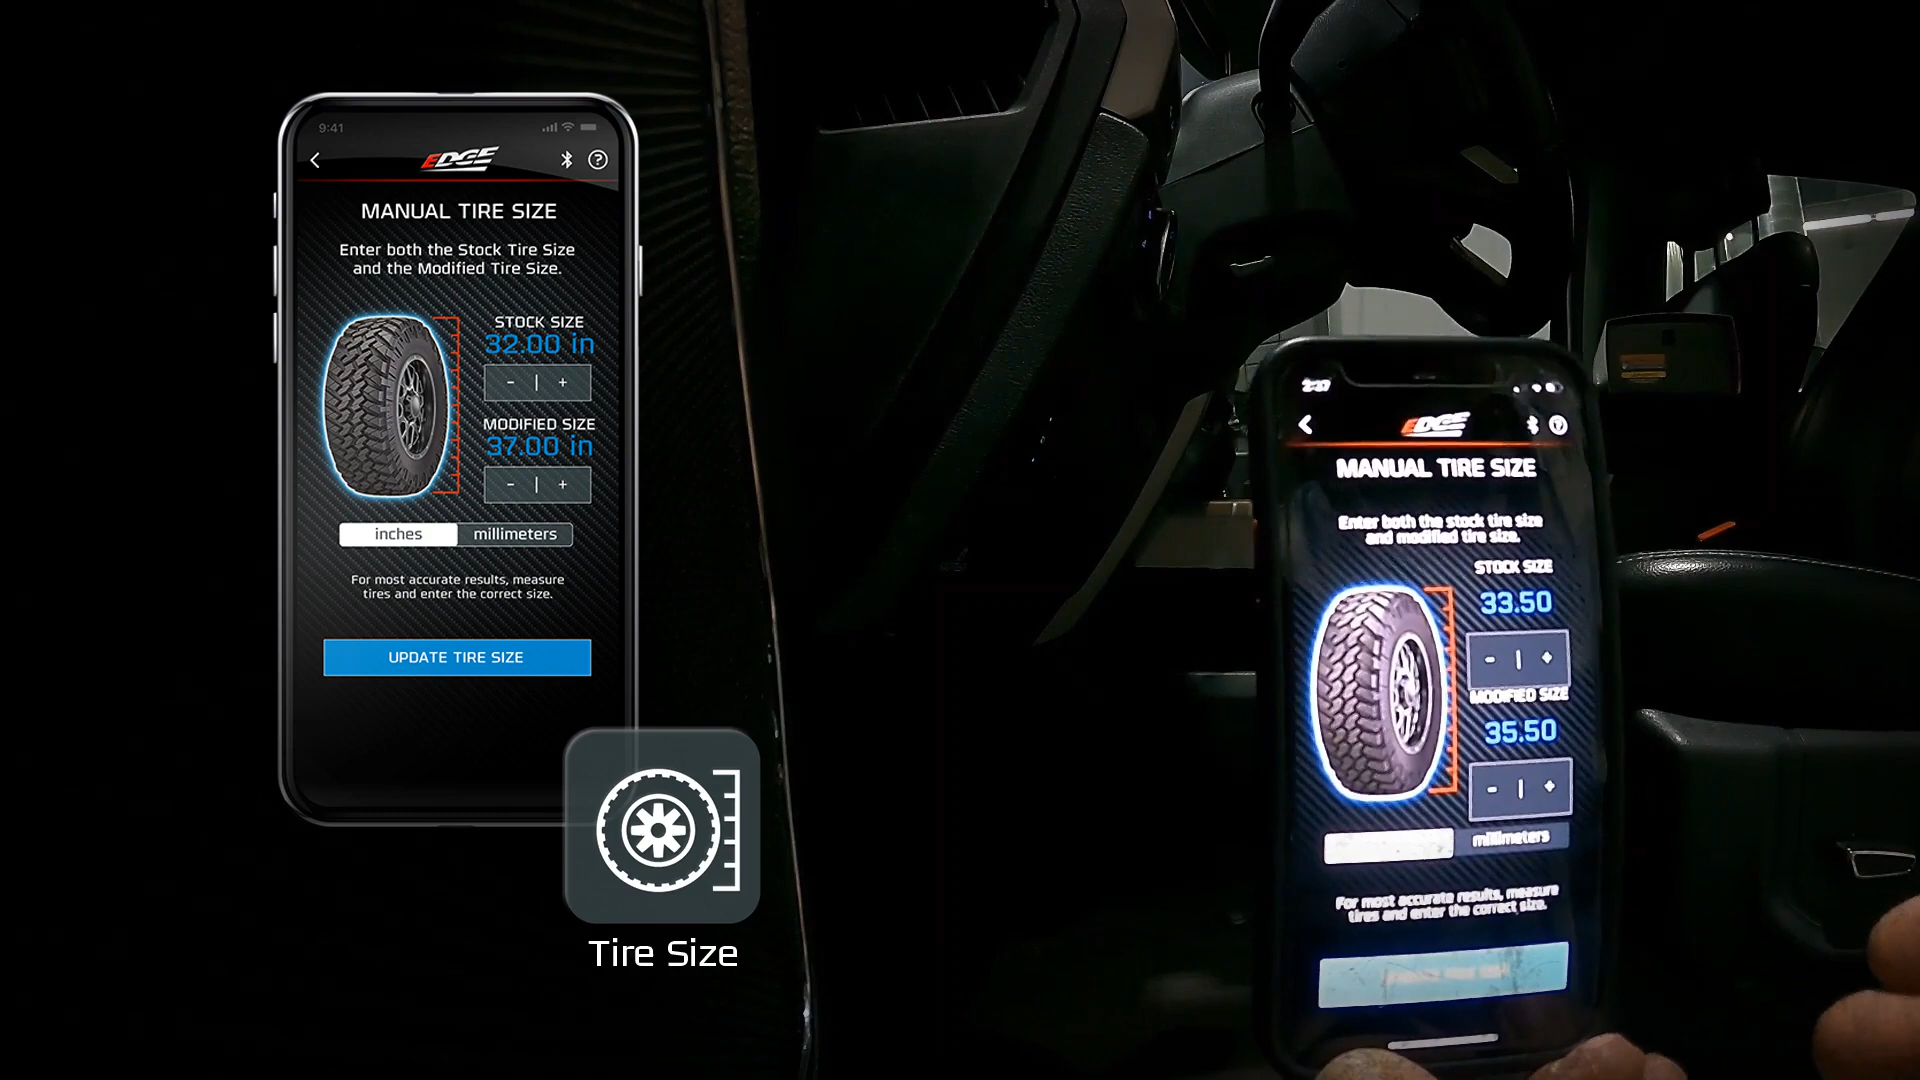 9:41
EDGE
MANUAL TIRE SIZE
Enter both the Stock Tire Size
and the Modified Tire Size.
STOCK SIZE
32.00 in
- | +
MODIFIED SIZE
37.00 in
- | +
inches
millimeters
For most accurate results, measure
tires and enter the correct size.
UPDATE TIRE SIZE
Tire Size
2:37
EDGE
MANUAL TIRE SIZE
Enter both the stock tire size
and modified tire size.
STOCK SIZE
33.50
- | +
MODIFIED SIZE
35.50
- | +
millimeters
For most accurate results, measure
tires and enter the correct size.